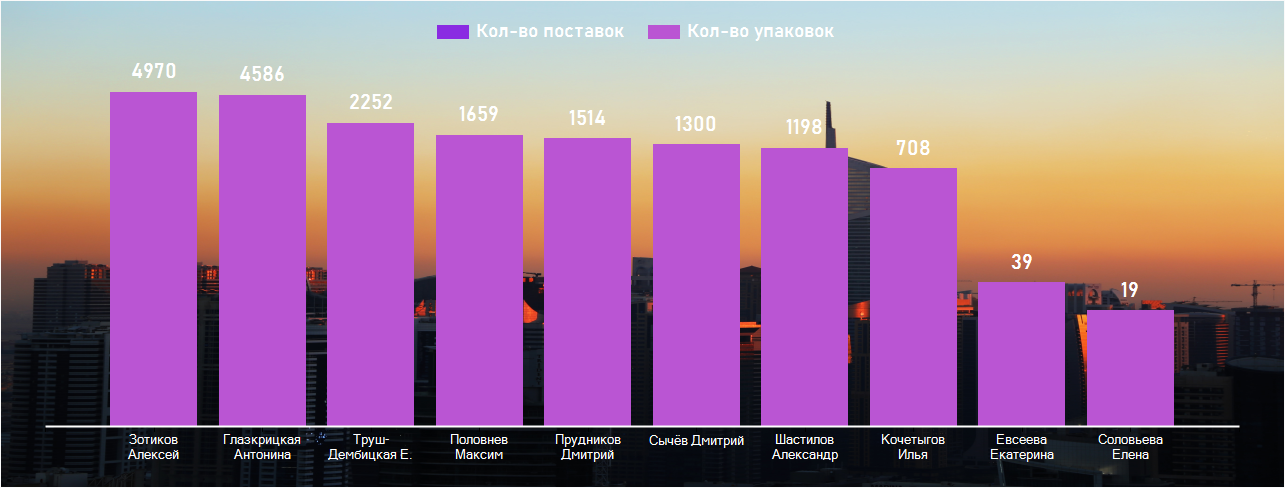 Кол-во поставок Кол-во упаковок
4970 4586 2252 1659 1514 1300 1198 708 39 19
Зотиков Глазкрицкая Труш- Половнев Прудников Сычёв Дмитрий Шастилов Кочетыгов Евсеева Соловьева
Алексей Антонина Дембицкая Е. Максим Дмитрий Александр Илья Екатерина Елена